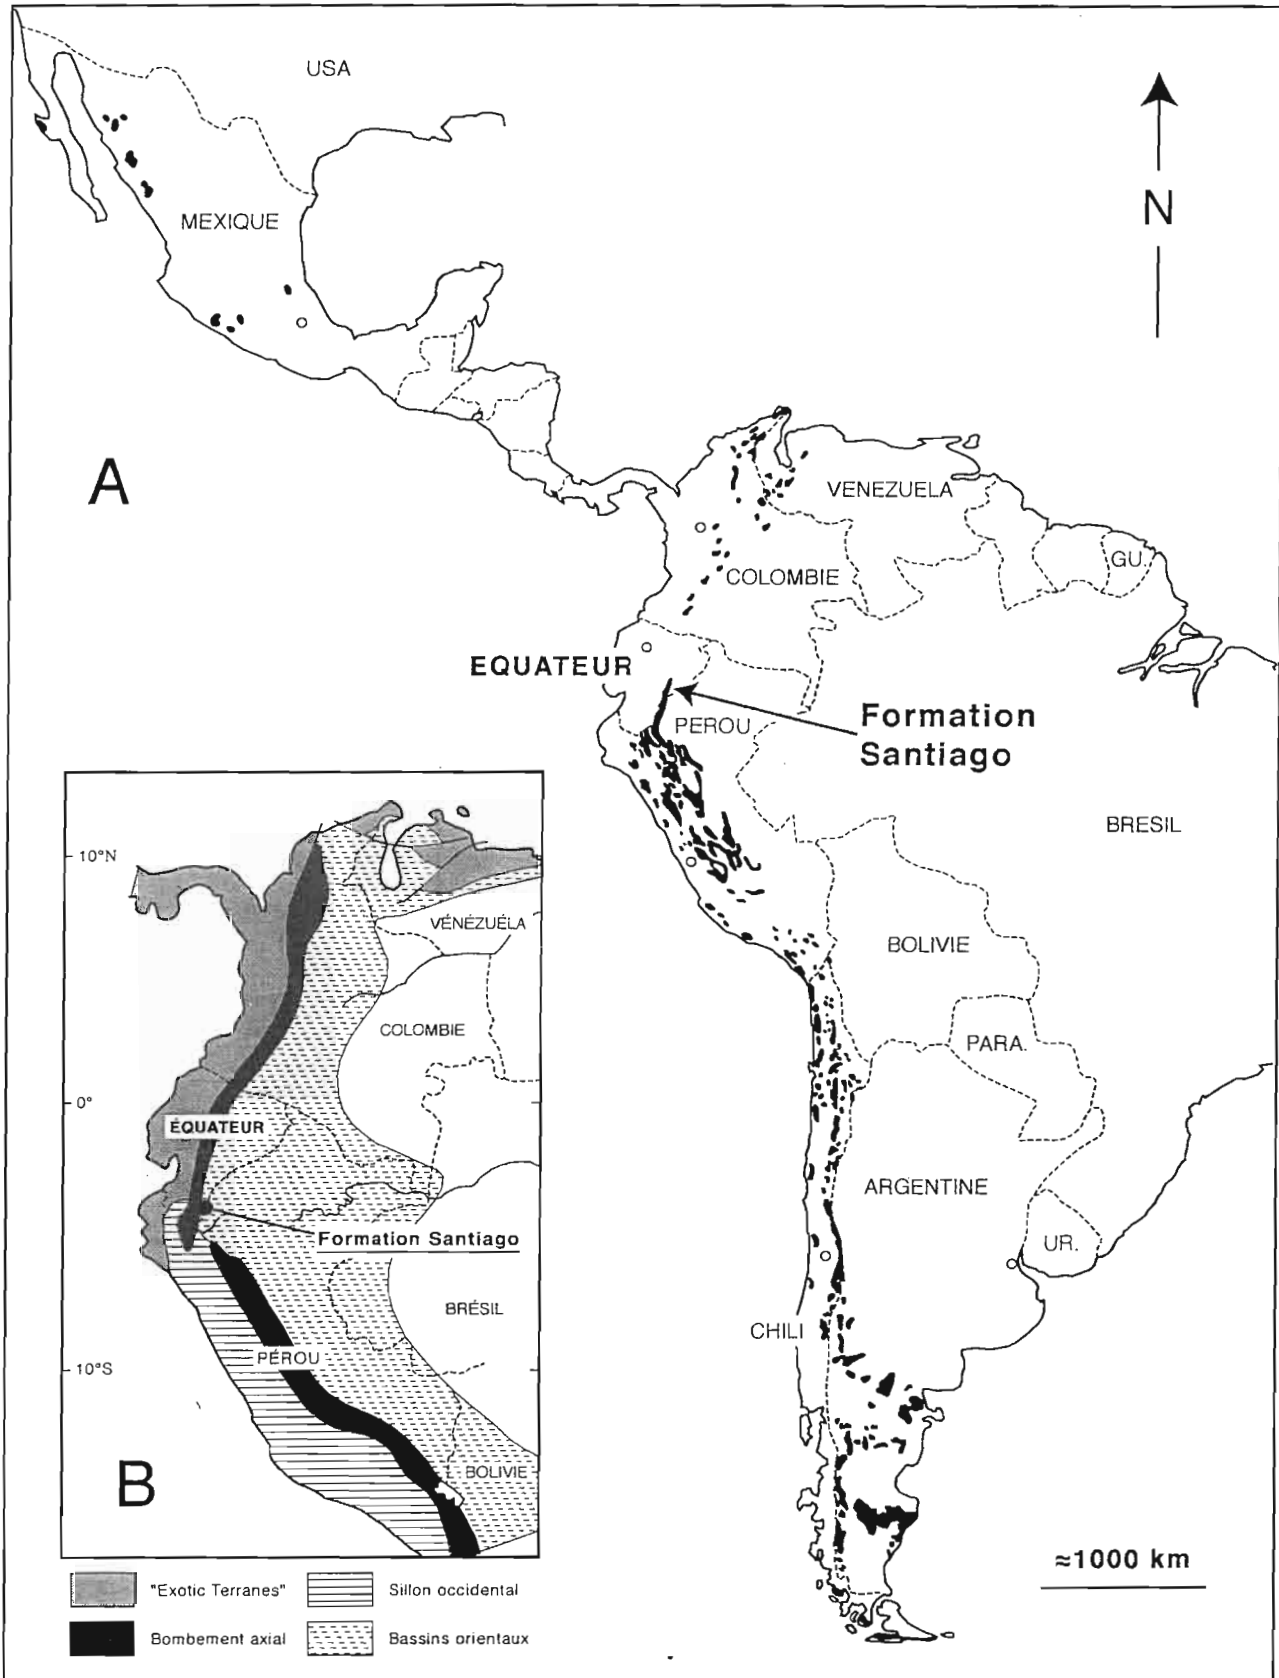 USA
N
MEXIQUE
A
VENEZUELA
GU.
COLOMBIE
EQUATEUR
PEROU
Formation
Santiago
BRESIL
BOLIVIE
PARA.
ARGENTINE
UR.
CHILI
≈1000 km
10°N
VÉNÉZUÉLA
COLOMBIE
0°
ÉQUATEUR
Formation Santiago
BRÉSIL
PÉROU
10°S
BOLIVIE
B
"Exotic Terranes"
Sillon occidental
Bombement axial
Bassins orientaux